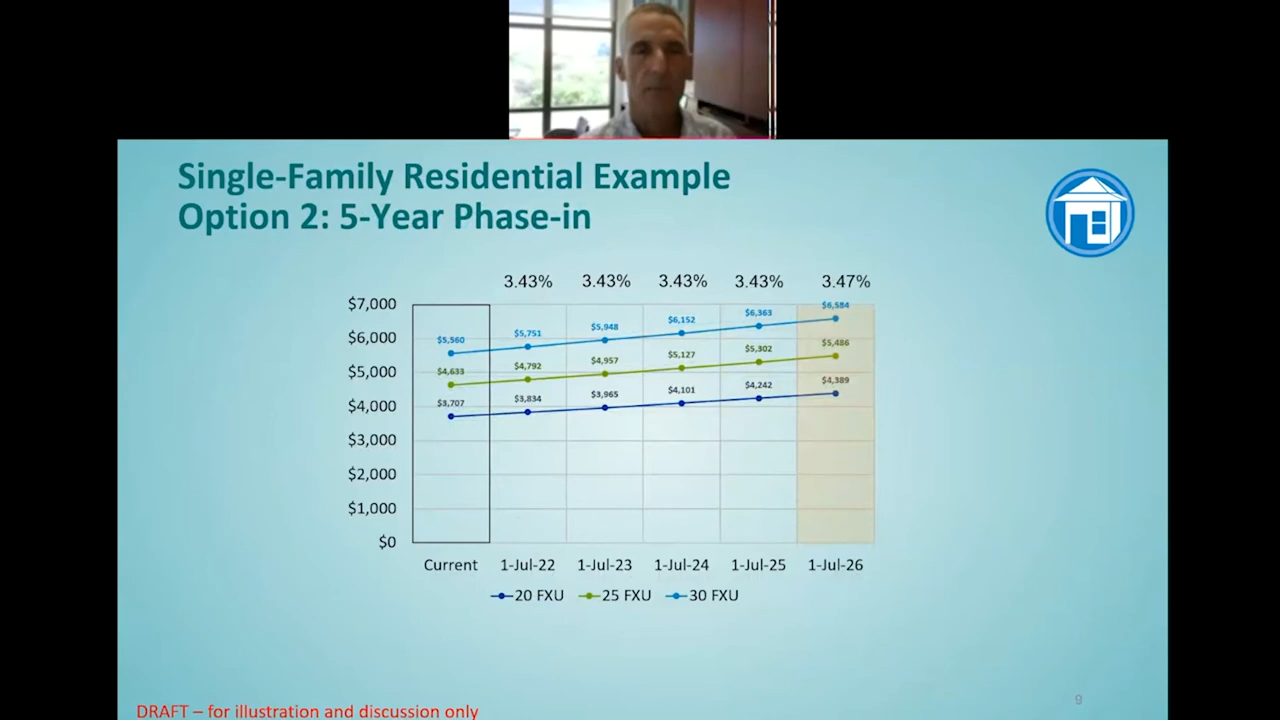 Single-Family Residential Example
Option 2: 5-Year Phase-in
3.43% 3.43% 3.43% 3.43% 3.47%
$7,000
$6,000
$5,000
$4,000
$3,000
$2,000
$1,000
$0
$5,560 $5,751 $5,948 $6,152 $6,363 $6,584
$4,633 $4,792 $4,957 $5,127 $5,302 $5,486
$3,707 $3,834 $3,965 $4,101 $4,242 $4,389
Current 1-Jul-22 1-Jul-23 1-Jul-24 1-Jul-25 1-Jul-26
20 FXU 25 FXU 30 FXU
9
DRAFT – for illustration and discussion only